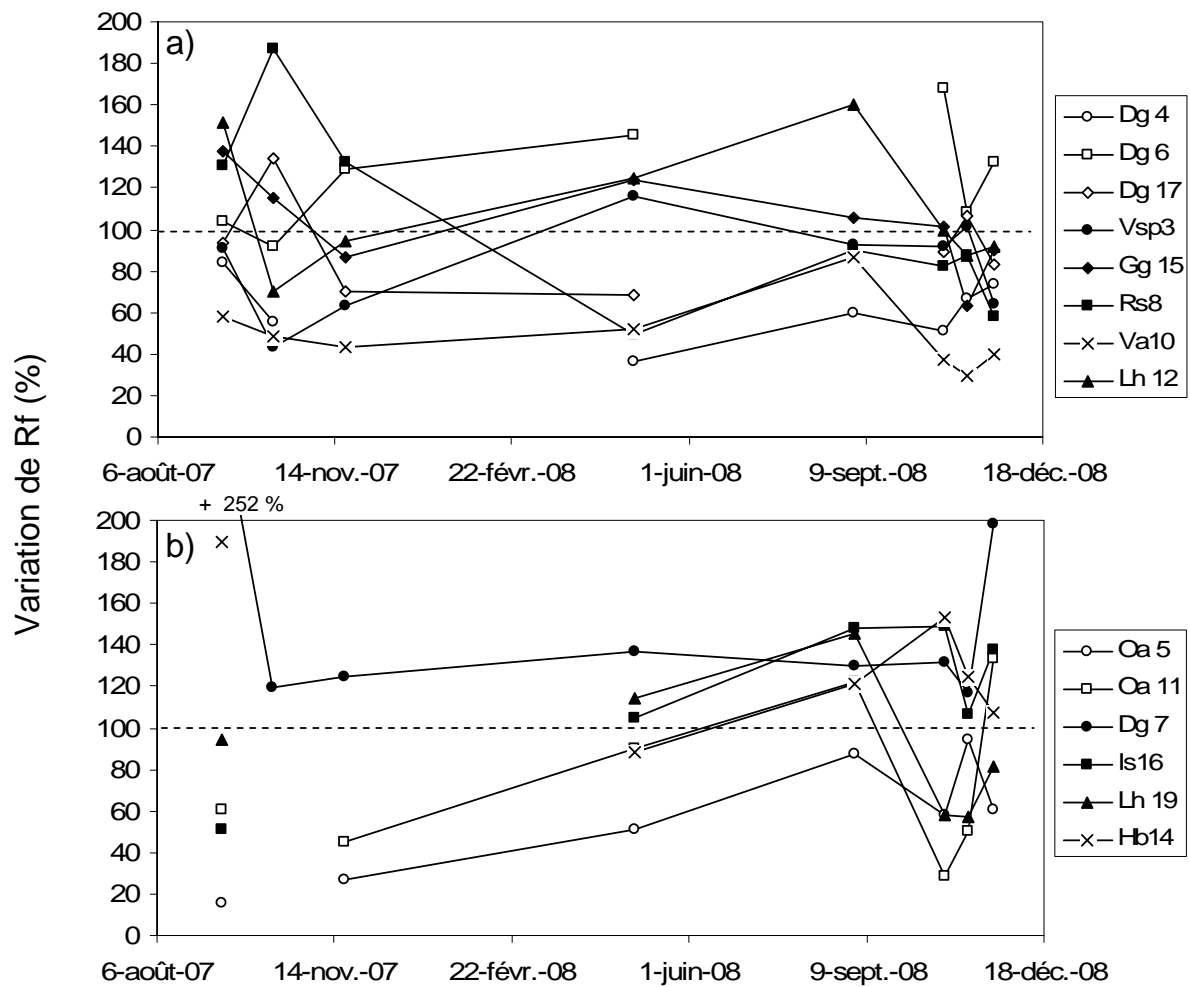 Variation de Rf (%)
a)
200
180
160
140
120
100
80
60
40
20
0
6-août-07 14-nov.-07 22-févr.-08 1-juin-08 9-sept.-08 18-déc.-08
Dg 4
Dg 6
Dg 17
Vsp3
Gg 15
Rs8
Va10
Lh 12
+ 252 %
b)
200
180
160
140
120
100
80
60
40
20
0
6-août-07 14-nov.-07 22-févr.-08 1-juin-08 9-sept.-08 18-déc.-08
Oa 5
Oa 11
Dg 7
Is16
Lh 19
Hb14